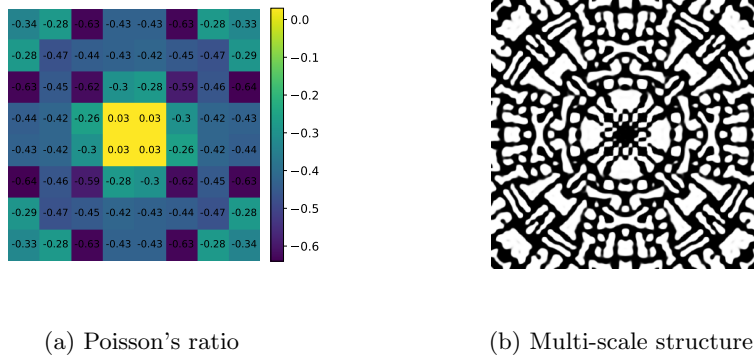 -0.34 -0.28 -0.63 -0.43 -0.43 -0.63 -0.28 -0.33
-0.28 -0.47 -0.44 -0.43 -0.42 -0.45 -0.47 -0.29
-0.63 -0.45 -0.62 -0.3 -0.28 -0.59 -0.46 -0.64
-0.44 -0.42 -0.26 0.03 0.03 -0.3 -0.42 -0.43
-0.43 -0.42 -0.3 0.03 0.03 -0.26 -0.42 -0.44
-0.64 -0.46 -0.59 -0.28 -0.3 -0.62 -0.45 -0.63
-0.29 -0.47 -0.45 -0.42 -0.43 -0.44 -0.47 -0.28
-0.33 -0.28 -0.63 -0.43 -0.43 -0.63 -0.28 -0.34
0.0
−0.1
−0.2
−0.3
−0.4
−0.5
−0.6
(a) Poisson's ratio
(b) Multi-scale structure